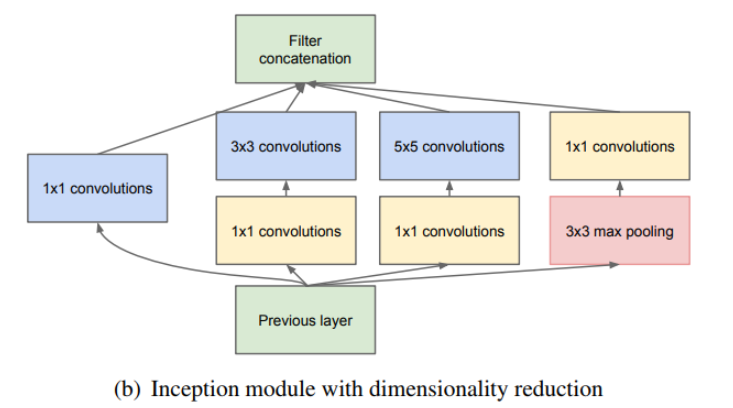 Filter
concatenation
3x3 convolutions
5x5 convolutions
1x1 convolutions
1x1 convolutions
1x1 convolutions
1x1 convolutions
3x3 max pooling
Previous layer
(b) Inception module with dimensionality reduction